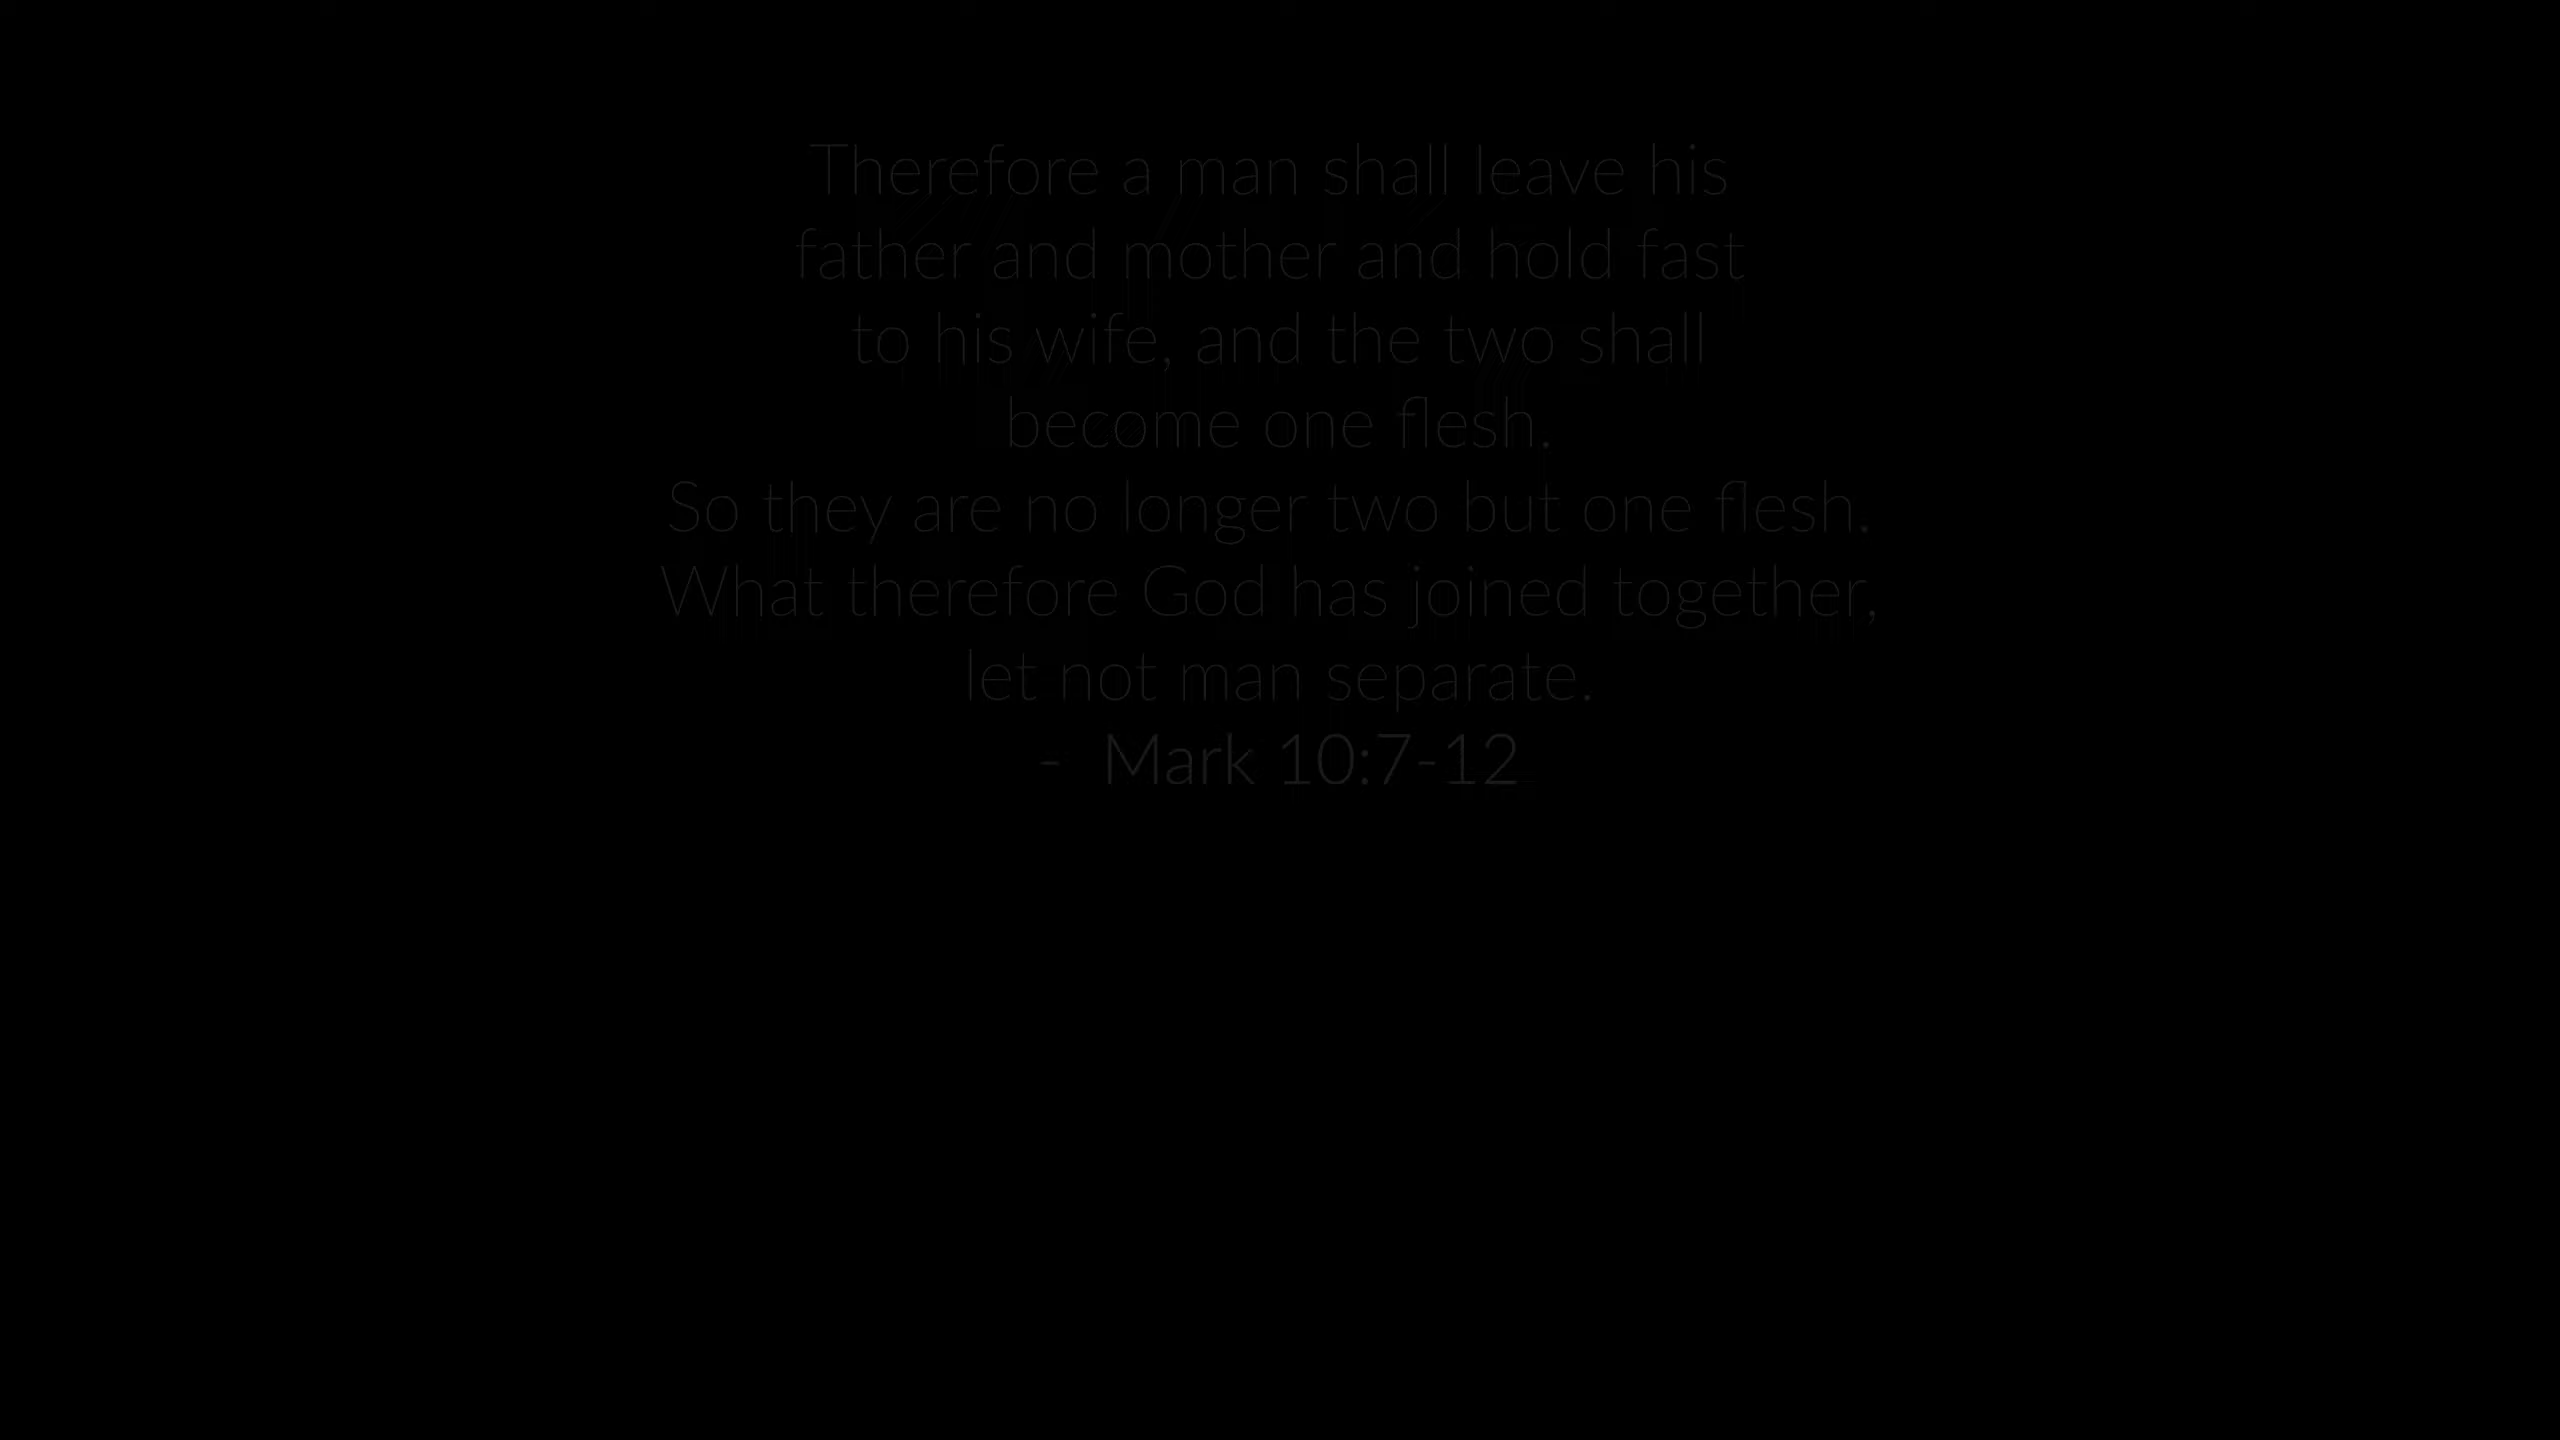 Therefore a man shall leave his
father and mother and hold fast
to his wife, and the two shall
become one flesh.
So they are no longer two but one flesh.
What therefore God has joined together,
let not man separate.
- Mark 10:7-12